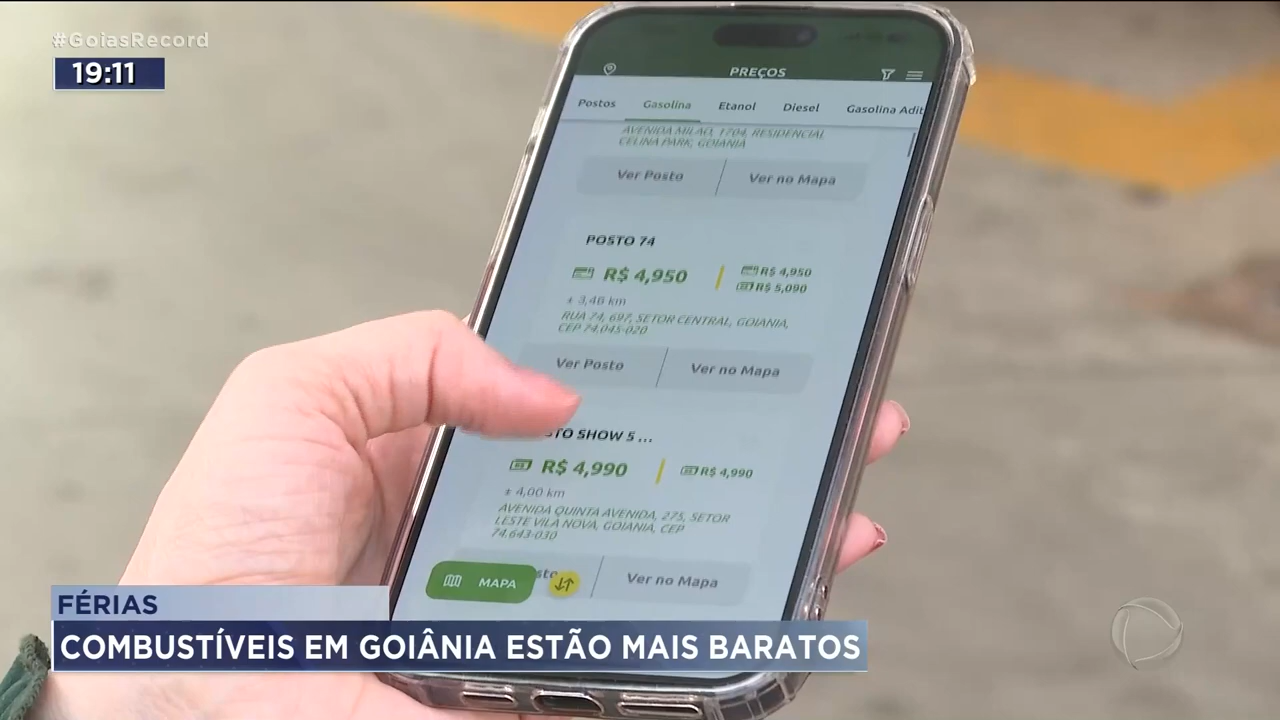 #GoiasRecord
19:11
PREÇOS
Postos Gasolina Etanol Diesel Gasolina Adit
AVENIDA MILAO, 1704, RESIDENCIAL
CELINA PARK, GOIANIA
Ver Posto Ver no Mapa
POSTO 74
R$ 4,950 R$ 4,950
R$ 5,090
± 3,46 km
RUA 74, 697, SETOR CENTRAL, GOIANIA,
CEP 74.045-020
Ver Posto Ver no Mapa
TO SHOW 5 ...
R$ 4,990 R$ 4,990
± 4,00 km
AVENIDA QUINTA AVENIDA, 275, SETOR
LESTE VILA NOVA, GOIANIA, CEP
74.643-030
MAPA sto Ver no Mapa
FÉRIAS
COMBUSTÍVEIS EM GOIÂNIA ESTÃO MAIS BARATOS